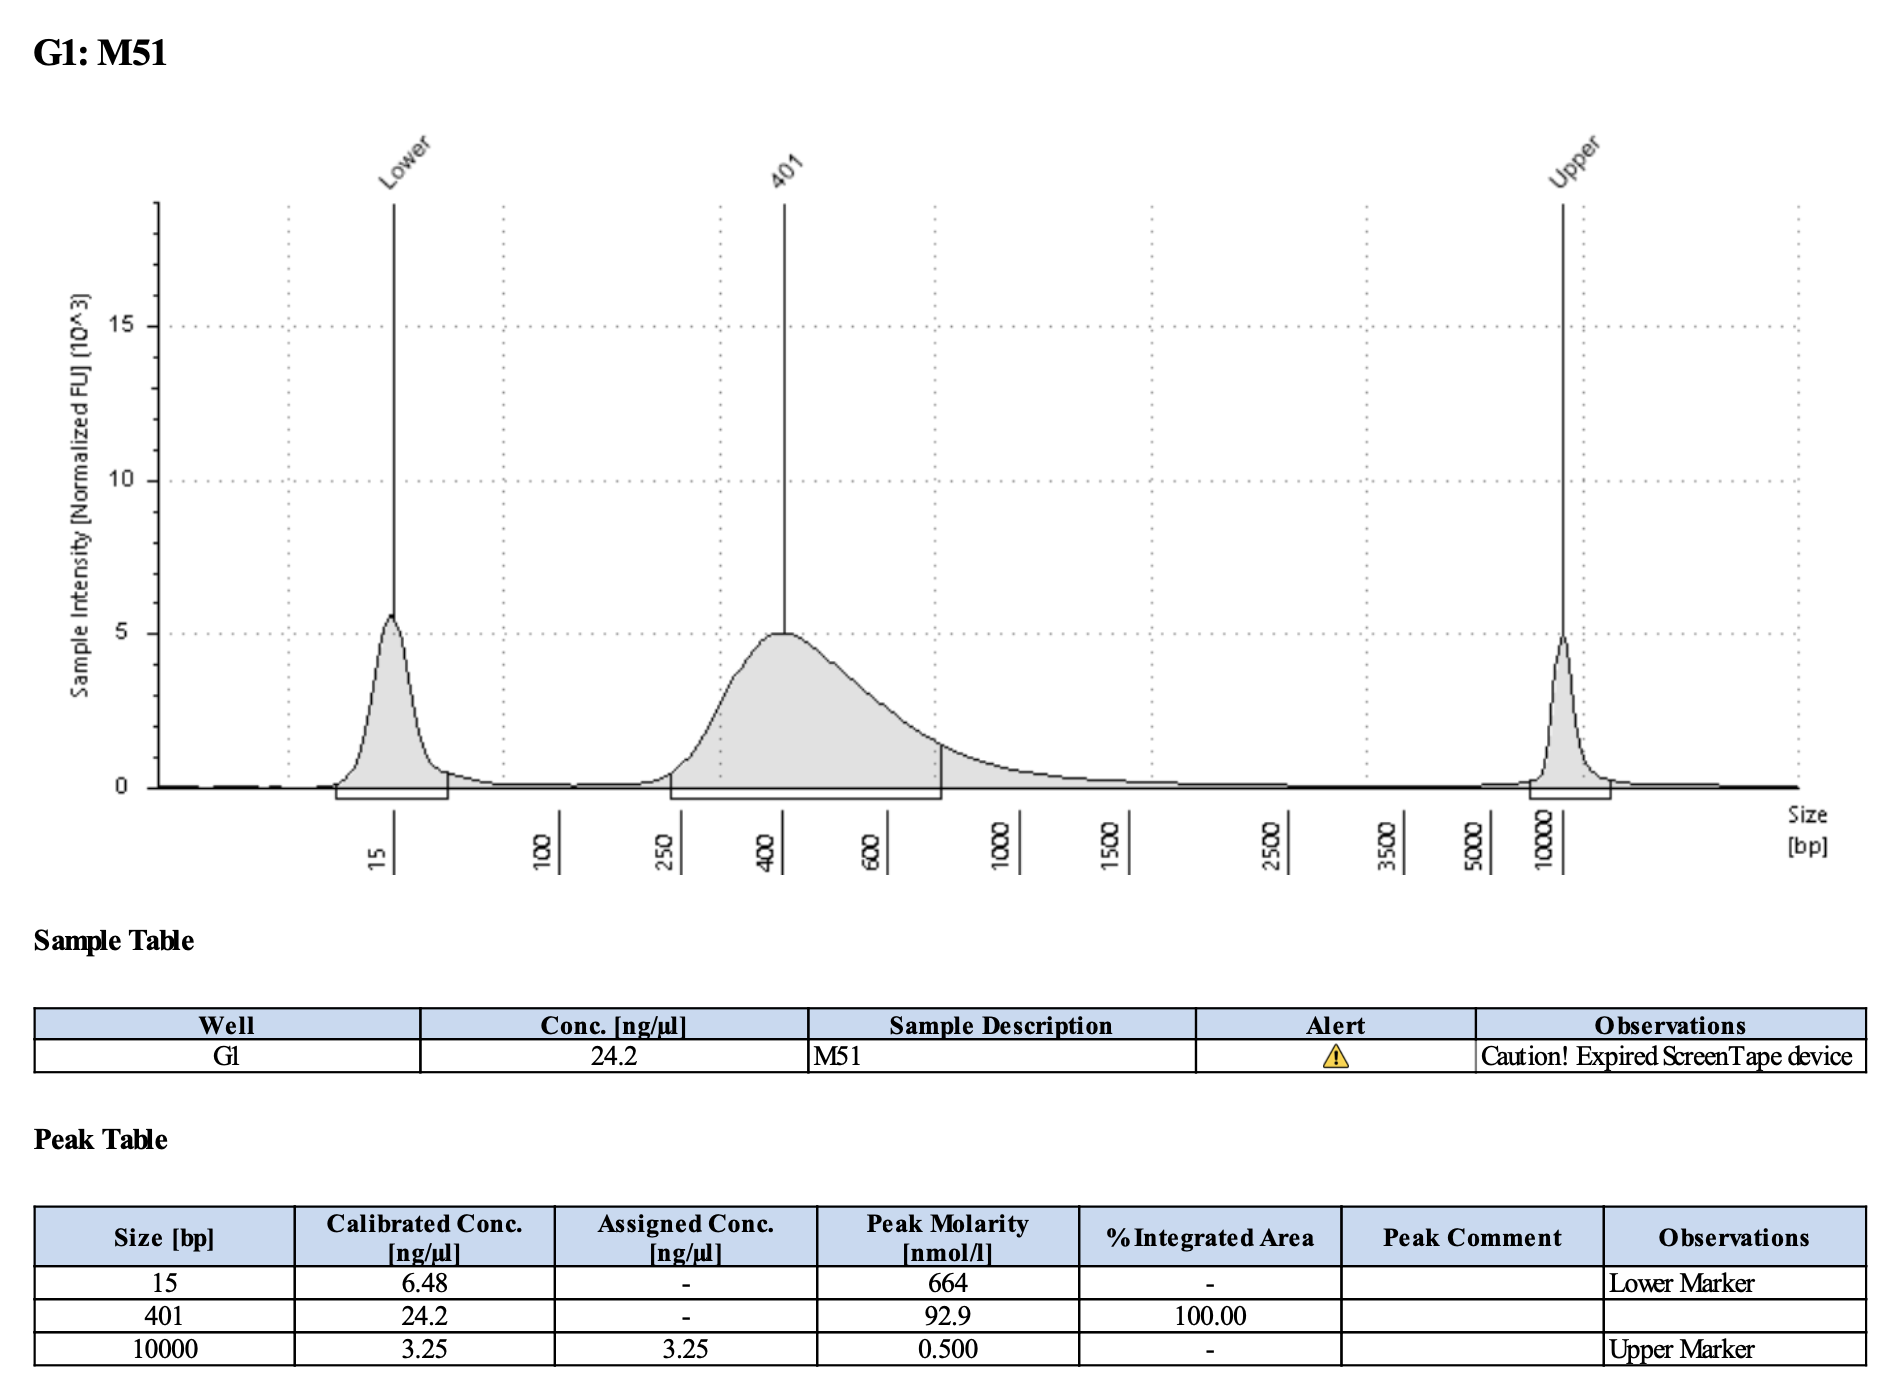 G1: M51
Lower
401
Upper
Sample Intensity [Normalized FU] (10^3)
15
10
5
0
15
100
250
400
600
1000
1500
2500
3500
5000
10000
Size
[bp]
Sample Table
Well Conc. [ng/µl] Sample Description Alert Observations
G1 24.2 M51 Caution! Expired ScreenTape device
Peak Table
Size [bp] Calibrated Conc. [ng/µl] Assigned Conc. [ng/µl] Peak Molarity [nmol/l] % Integrated Area Peak Comment Observations
15 6.48 - 664 - Lower Marker
401 24.2 - 92.9 100.00
10000 3.25 3.25 0.500 - Upper Marker